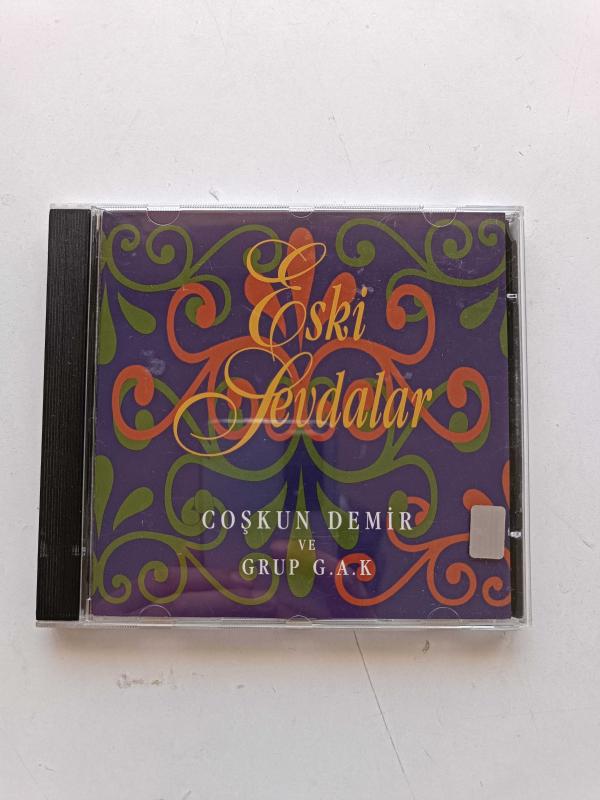 Eski
Sevdalar
COŞKUN DEMİR
VE
GRUP G.A.K